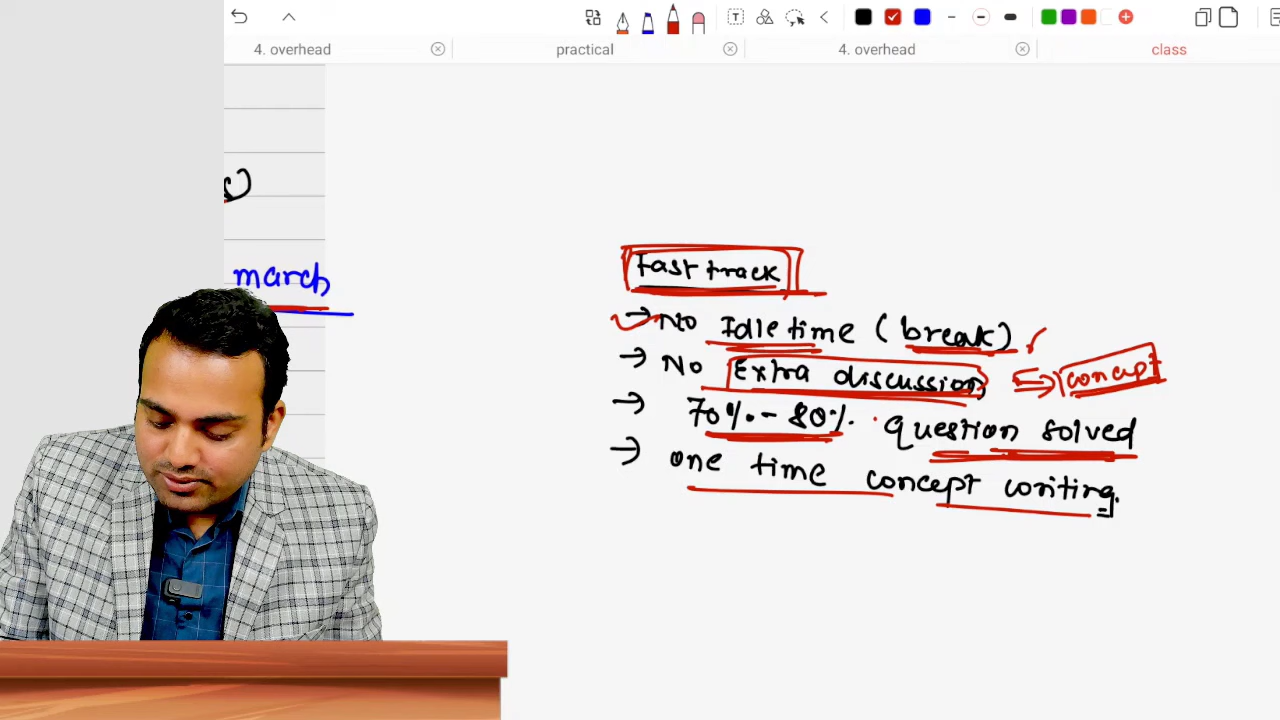 4. overhead
practical
4. overhead
class
march
Fast track
→ No Idle time (break)
→ No Extra discussion, ⇒ concept
→ 70% - 80% Question solved
→ one time concept writing.